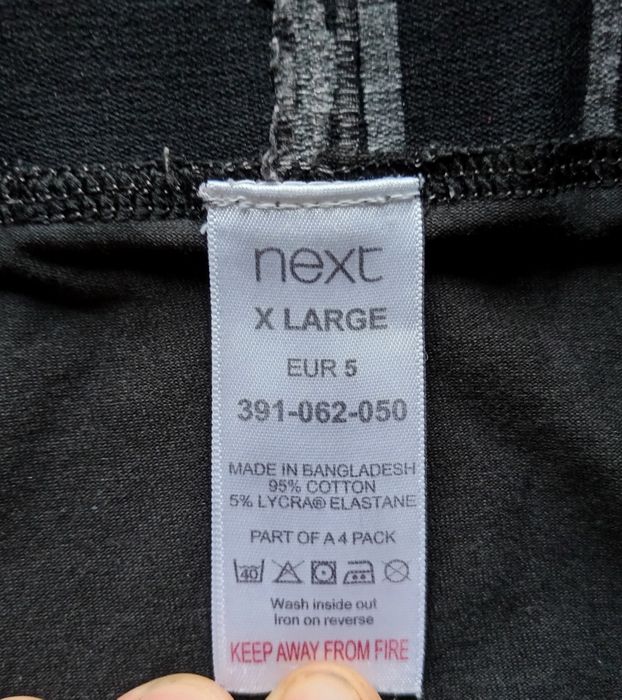 next
X LARGE
EUR 5
391-062-050
MADE IN BANGLADESH
95% COTTON
5% LYCRA® ELASTANE
PART OF A 4 PACK
40
Wash inside out
Iron on reverse
KEEP AWAY FROM FIRE